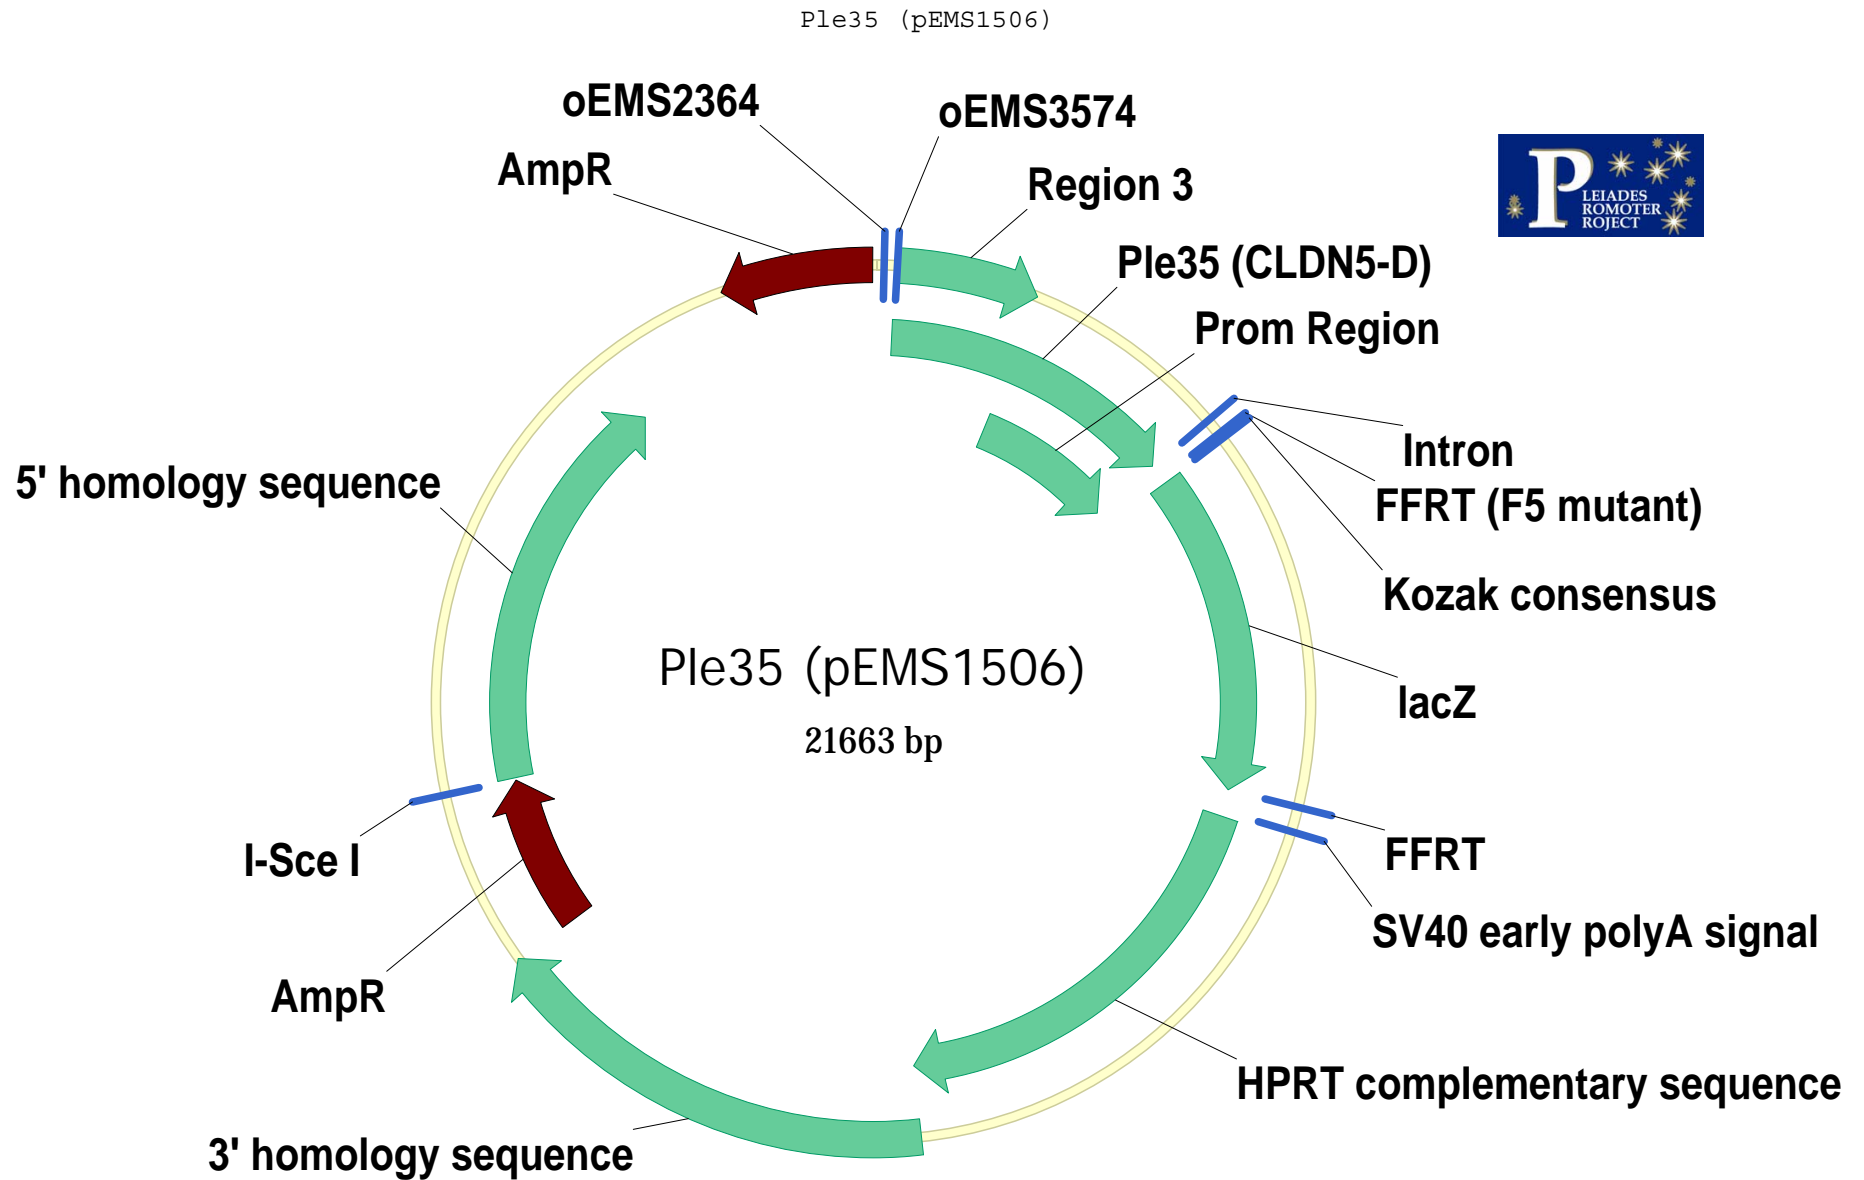 Ple35 (pEMS1506)
oEMS2364
oEMS3574
AmpR
Region 3
PLEIADES
PROMOTER
PROJECT
Ple35 (CLDN5-D)
Prom Region
Intron
5' homology sequence
FFRT (F5 mutant)
Kozak consensus
Ple35 (pEMS1506)
lacZ
21663 bp
I-Sce I
FFRT
SV40 early polyA signal
AmpR
HPRT complementary sequence
3' homology sequence